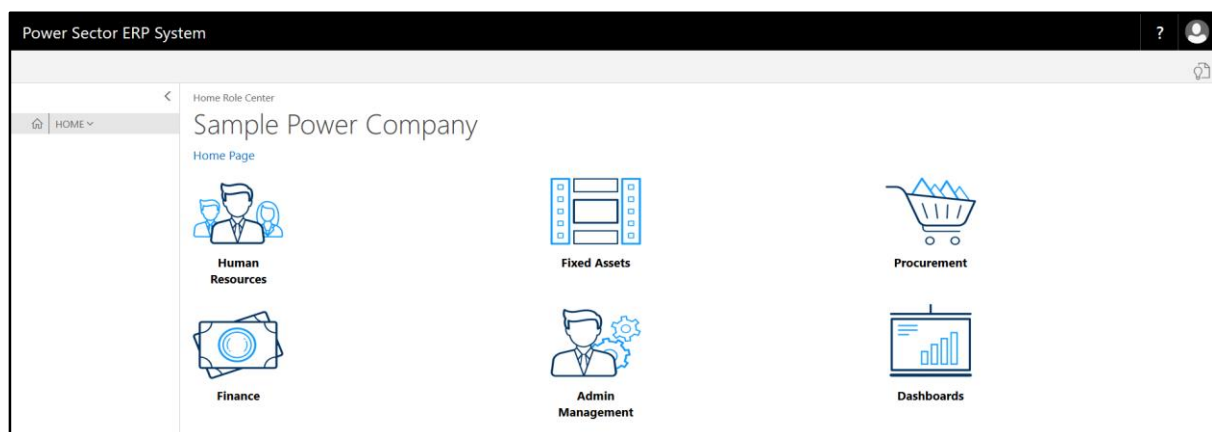 Power Sector ERP System
?
Home Role Center
HOME
Sample Power Company
Home Page
Human
Resources
Fixed Assets
Procurement
Finance
Admin
Management
Dashboards